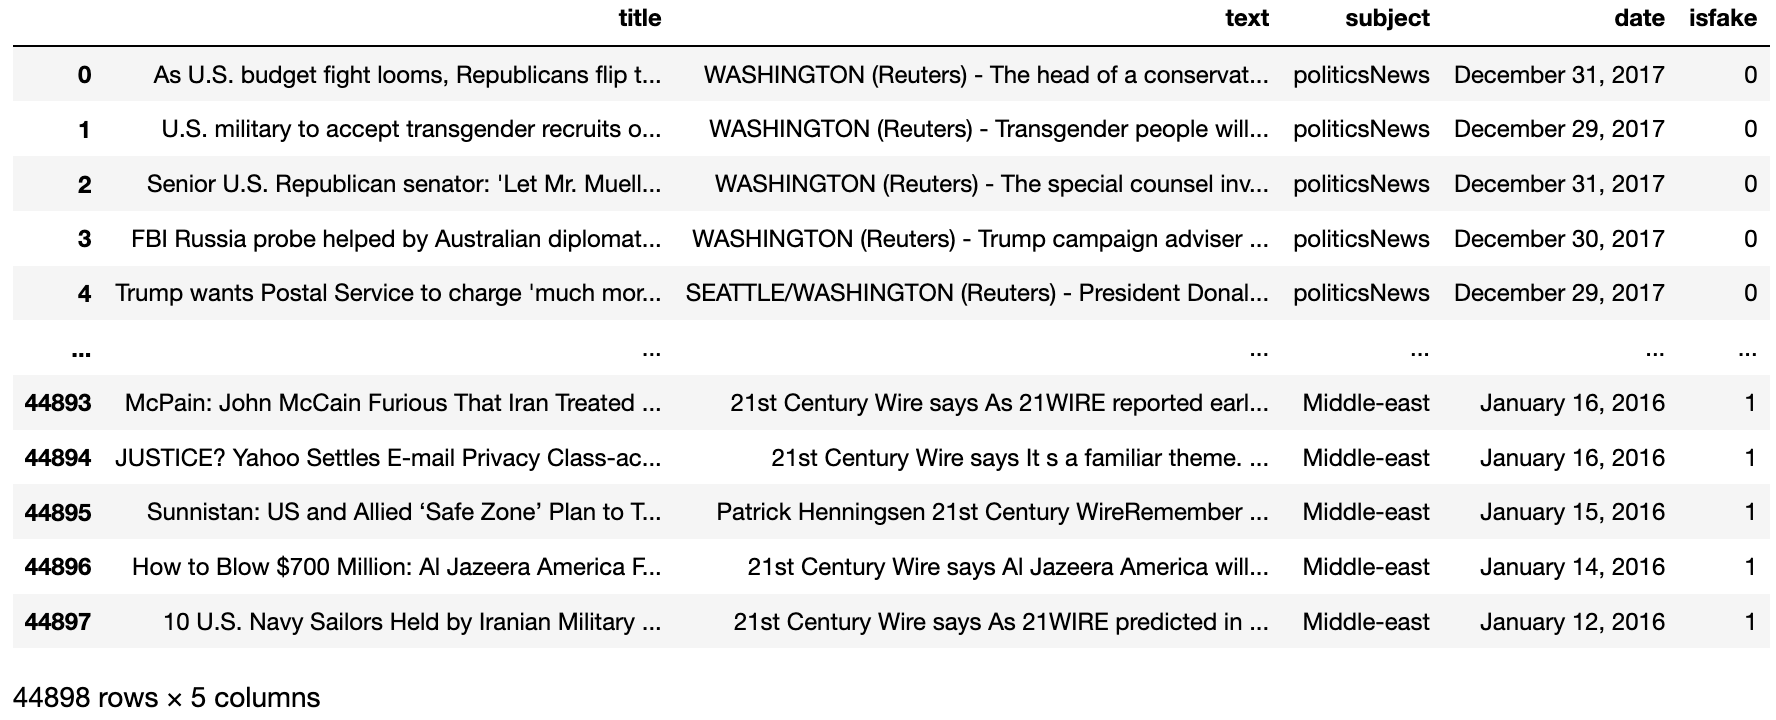 title text subject date isfake
0 As U.S. budget fight looms, Republicans flip t... WASHINGTON (Reuters) - The head of a conservat... politicsNews December 31, 2017 0
1 U.S. military to accept transgender recruits o... WASHINGTON (Reuters) - Transgender people will... politicsNews December 29, 2017 0
2 Senior U.S. Republican senator: 'Let Mr. Muell... WASHINGTON (Reuters) - The special counsel inv... politicsNews December 31, 2017 0
3 FBI Russia probe helped by Australian diplomat... WASHINGTON (Reuters) - Trump campaign adviser ... politicsNews December 30, 2017 0
4 Trump wants Postal Service to charge 'much mor... SEATTLE/WASHINGTON (Reuters) - President Donal... politicsNews December 29, 2017 0
... ... ... ... ... ...
44893 McPain: John McCain Furious That Iran Treated ... 21st Century Wire says As 21WIRE reported earl... Middle-east January 16, 2016 1
44894 JUSTICE? Yahoo Settles E-mail Privacy Class-ac... 21st Century Wire says It s a familiar theme. ... Middle-east January 16, 2016 1
44895 Sunnistan: US and Allied ‘Safe Zone’ Plan to T... Patrick Henningsen 21st Century WireRemember ... Middle-east January 15, 2016 1
44896 How to Blow $700 Million: Al Jazeera America F... 21st Century Wire says Al Jazeera America will... Middle-east January 14, 2016 1
44897 10 U.S. Navy Sailors Held by Iranian Military ... 21st Century Wire says As 21WIRE predicted in ... Middle-east January 12, 2016 1
44898 rows × 5 columns